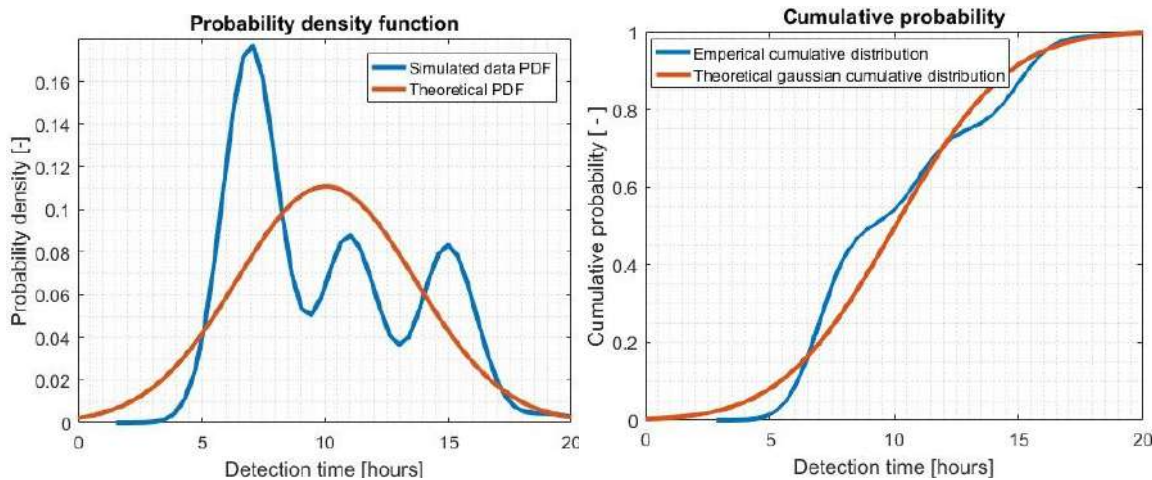 Probability density function
Simulated data PDF
Theoretical PDF
Probability density [-]
0.16
0.14
0.12
0.1
0.08
0.06
0.04
0.02
0
0 5 10 15 20
Detection time [hours]
Cumulative probability
Emperical cumulative distribution
Theoretical gaussian cumulative distribution
Cumulative probability [ - ]
1
0.8
0.6
0.4
0.2
0
0 5 10 15 20
Detection time [hours]